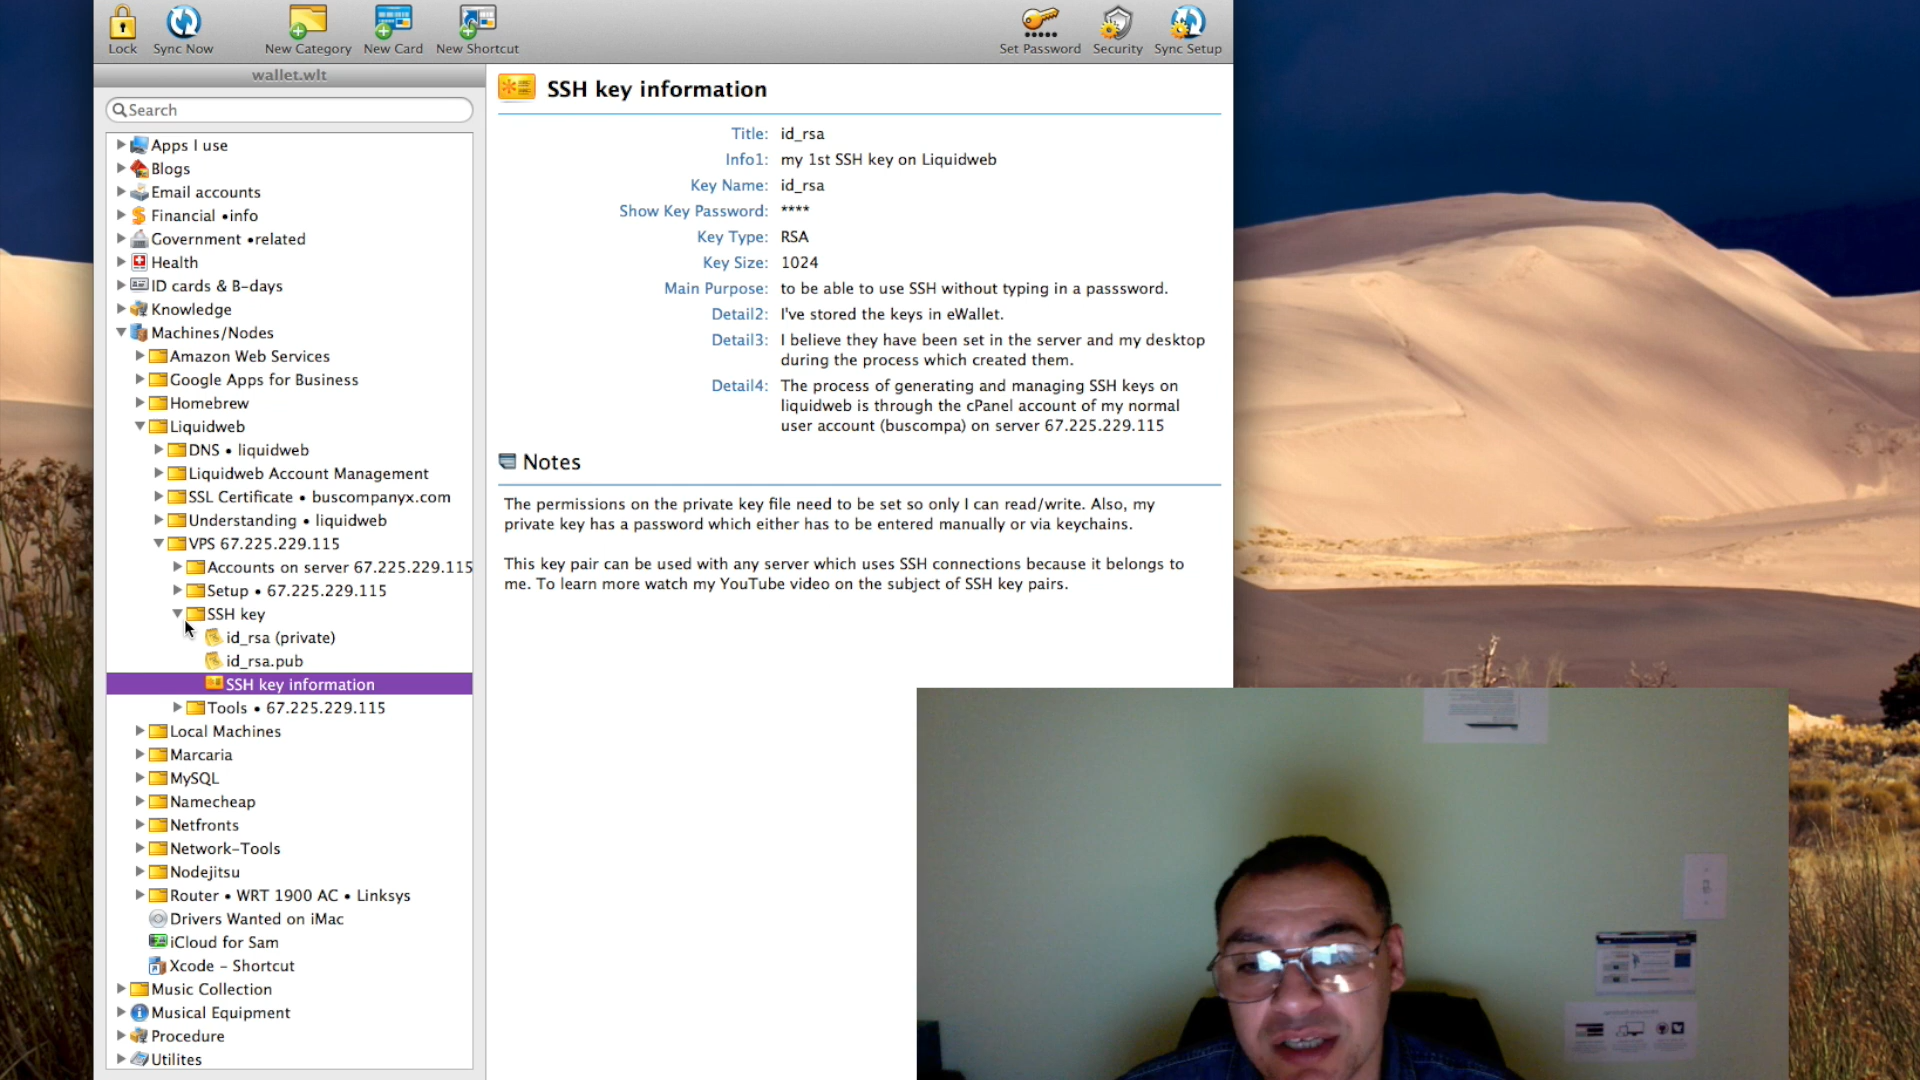 Lock
Sync Now
New Category
New Card
New Shortcut
Set Password
Security
Sync Setup
wallet.wlt
Search
Apps I use
Blogs
Email accounts
Financial •info
Government •related
Health
ID cards & B-days
Knowledge
Machines/Nodes
Amazon Web Services
Google Apps for Business
Homebrew
Liquidweb
DNS • liquidweb
Liquidweb Account Management
SSL Certificate • buscompanyx.com
Understanding • liquidweb
VPS 67.225.229.115
Accounts on server 67.225.229.115
Setup • 67.225.229.115
SSH key
id_rsa (private)
id_rsa.pub
SSH key information
Tools • 67.225.229.115
Local Machines
Marcaria
MySQL
Namecheap
Netfronts
Network-Tools
Nodejitsu
Router • WRT 1900 AC • Linksys
Drivers Wanted on iMac
iCloud for Sam
Xcode - Shortcut
Music Collection
Musical Equipment
Procedure
Utilites
SSH key information
Title: id_rsa
Info1: my 1st SSH key on Liquidweb
Key Name: id_rsa
Show Key Password: ****
Key Type: RSA
Key Size: 1024
Main Purpose: to be able to use SSH without typing in a passsword.
Detail2: I've stored the keys in eWallet.
Detail3: I believe they have been set in the server and my desktop
during the process which created them.
Detail4: The process of generating and managing SSH keys on
liquidweb is through the cPanel account of my normal
user account (buscompa) on server 67.225.229.115
Notes
The permissions on the private key file need to be set so only I can read/write. Also, my
private key has a password which either has to be entered manually or via keychains.
This key pair can be used with any server which uses SSH connections because it belongs to
me. To learn more watch my YouTube video on the subject of SSH key pairs.